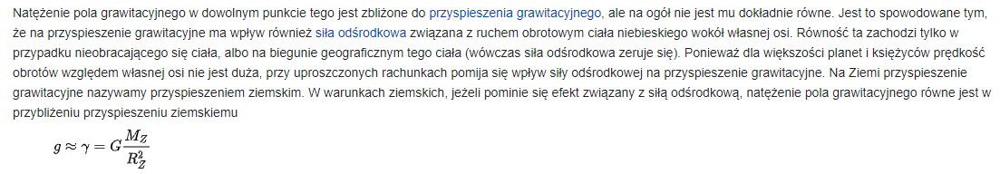 Natężenie pola grawitacyjnego w dowolnym punkcie tego jest zbliżone do przyspieszenia grawitacyjnego, ale na ogół nie jest mu dokładnie równe. Jest to spowodowane tym,
że na przyspieszenie grawitacyjne ma wpływ również siła odśrodkowa związana z ruchem obrotowym ciała niebieskiego wokół własnej osi. Równość ta zachodzi tylko w
przypadku nieobracającego się ciała, albo na biegunie geograficznym tego ciała (wówczas siła odśrodkowa zeruje się). Ponieważ dla większości planet i księżyców prędkość
obrotów względem własnej osi nie jest duża, przy uproszczonych rachunkach pomija się wpływ siły odśrodkowej na przyspieszenie grawitacyjne. Na Ziemi przyspieszenie
grawitacyjne nazywamy przyspieszeniem ziemskim. W warunkach ziemskich, jeżeli pominie się efekt związany z siłą odśrodkową, natężenie pola grawitacyjnego równe jest w
przybliżeniu przyspieszeniu ziemskiemu
g ≈ γ = G M_Z / R_Z^2